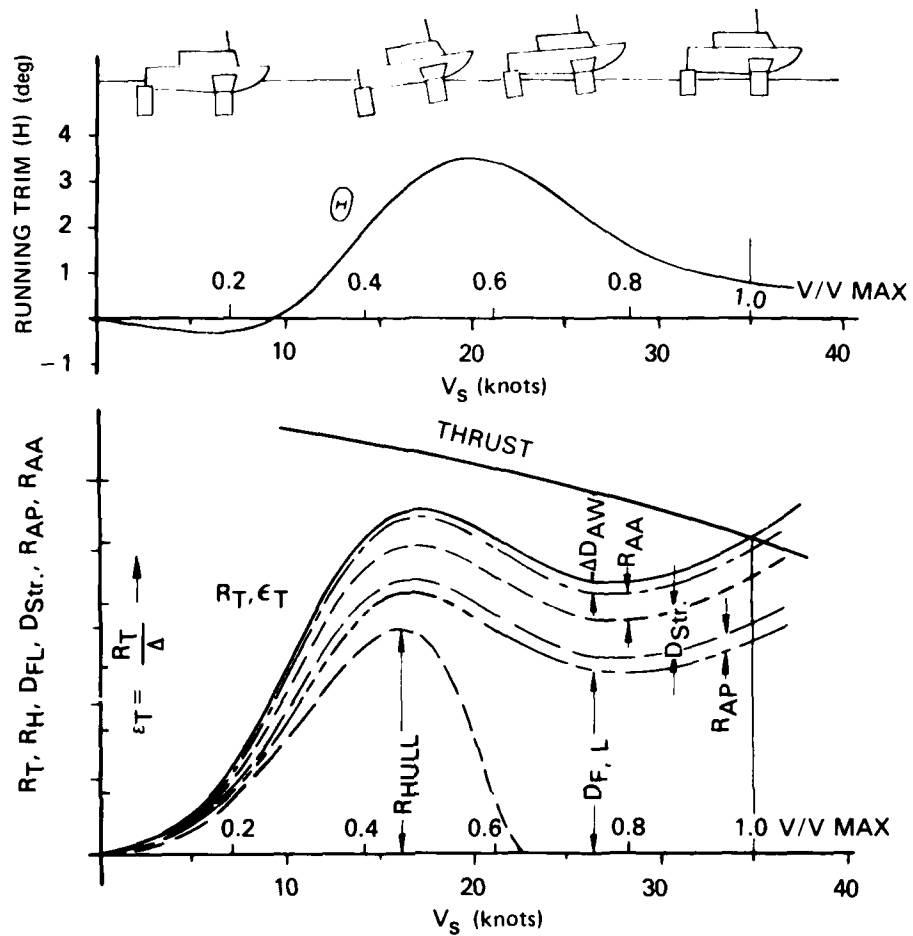 RUNNING TRIM (H) (deg)
4
3
2
1
−1
H
0.2
0.4
0.6
0.8
1.0
V/V MAX
10
20
30
40
VS (knots)
RT, RH, DFL, DStr., RAP, RAA
εT = RT/Δ
THRUST
RT, ЄT
ΔDAW
RAA
DStr.
RAP
RHULL
DF, L
0.2
0.4
0.6
0.8
1.0
V/V MAX
10
20
30
40
VS (knots)